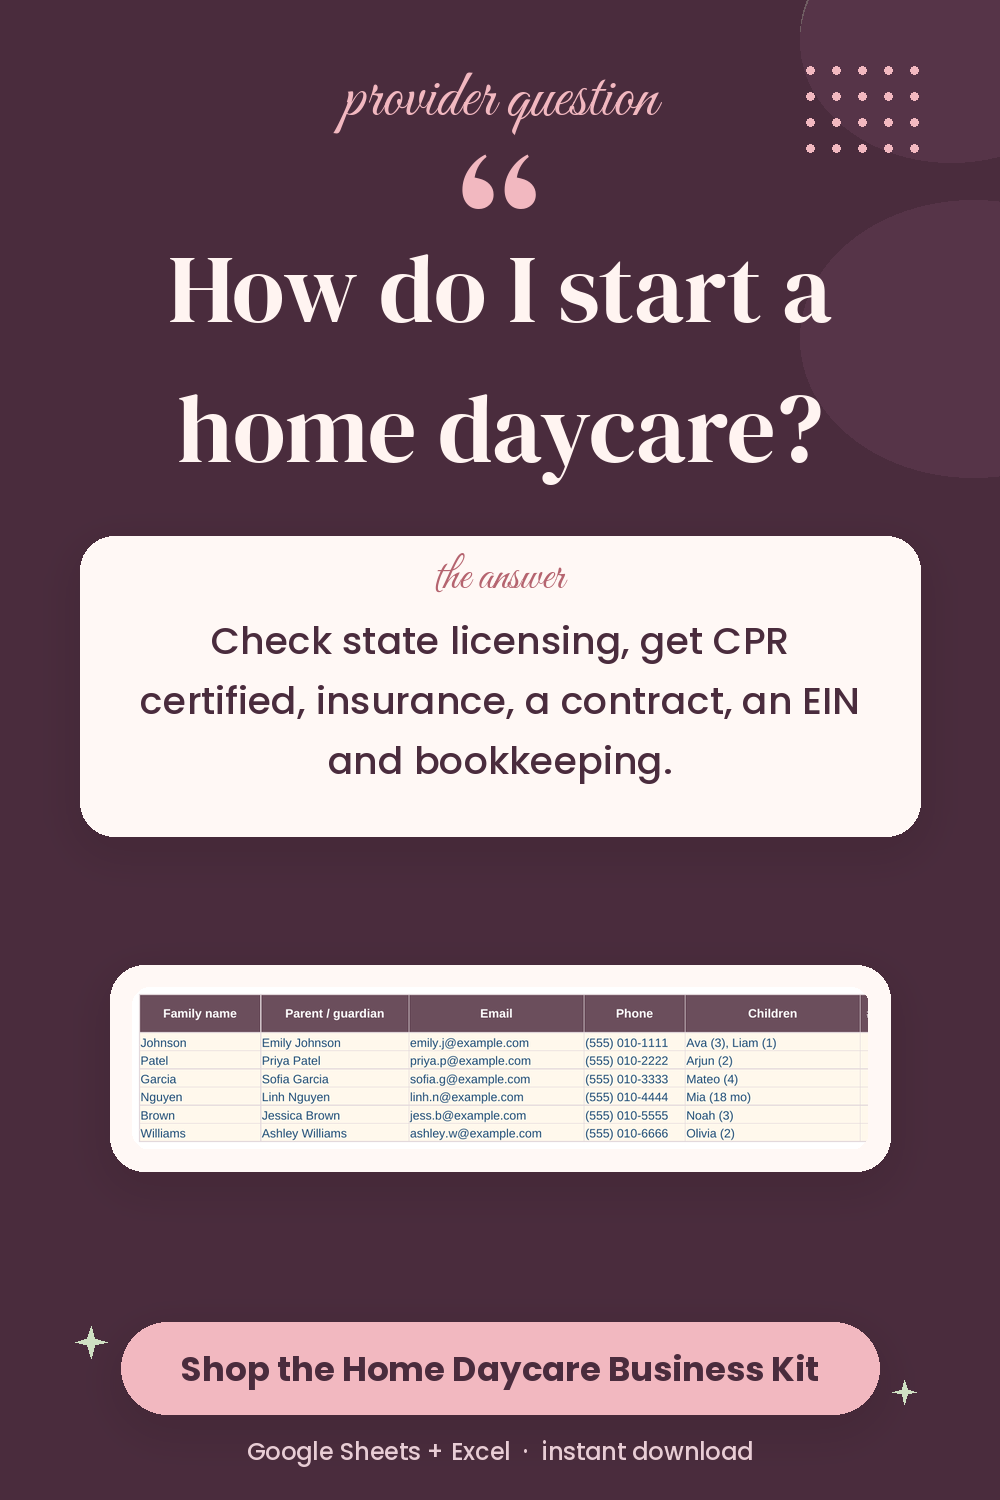 provider question
“
How do I start a
home daycare?
the answer
Check state licensing, get CPR
certified, insurance, a contract, an EIN
and bookkeeping.
Family name Parent / guardian Email Phone Children
Johnson Emily Johnson emily.j@example.com (555) 010-1111 Ava (3), Liam (1)
Patel Priya Patel priya.p@example.com (555) 010-2222 Arjun (2)
Garcia Sofia Garcia sofia.g@example.com (555) 010-3333 Mateo (4)
Nguyen Linh Nguyen linh.n@example.com (555) 010-4444 Mia (18 mo)
Brown Jessica Brown jess.b@example.com (555) 010-5555 Noah (3)
Williams Ashley Williams ashley.w@example.com (555) 010-6666 Olivia (2)
Shop the Home Daycare Business Kit
Google Sheets + Excel · instant download